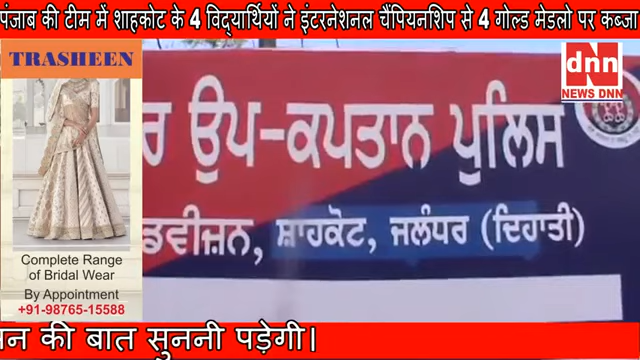 पंजाब की टीम में शाहकोट के 4 विद्यार्थियों ने इंटरनेशनल चैंपियनशिप से 4 गोल्ड मेडलो पर कब्जा
TRASHEEN
dnn
NEWS DNN
ਰ ਉਪ-ਕਪਤਾਨ ਪੁਲਿਸ
ਡਵੀਜ਼ਨ, ਸ਼ਾਹਕੋਟ, ਜਲੰਧਰ (ਦਿਹਾਤੀ)
Complete Range
of Bridal Wear
By Appointment
+91-98765-15588
की बात सुननी पड़ेगी।